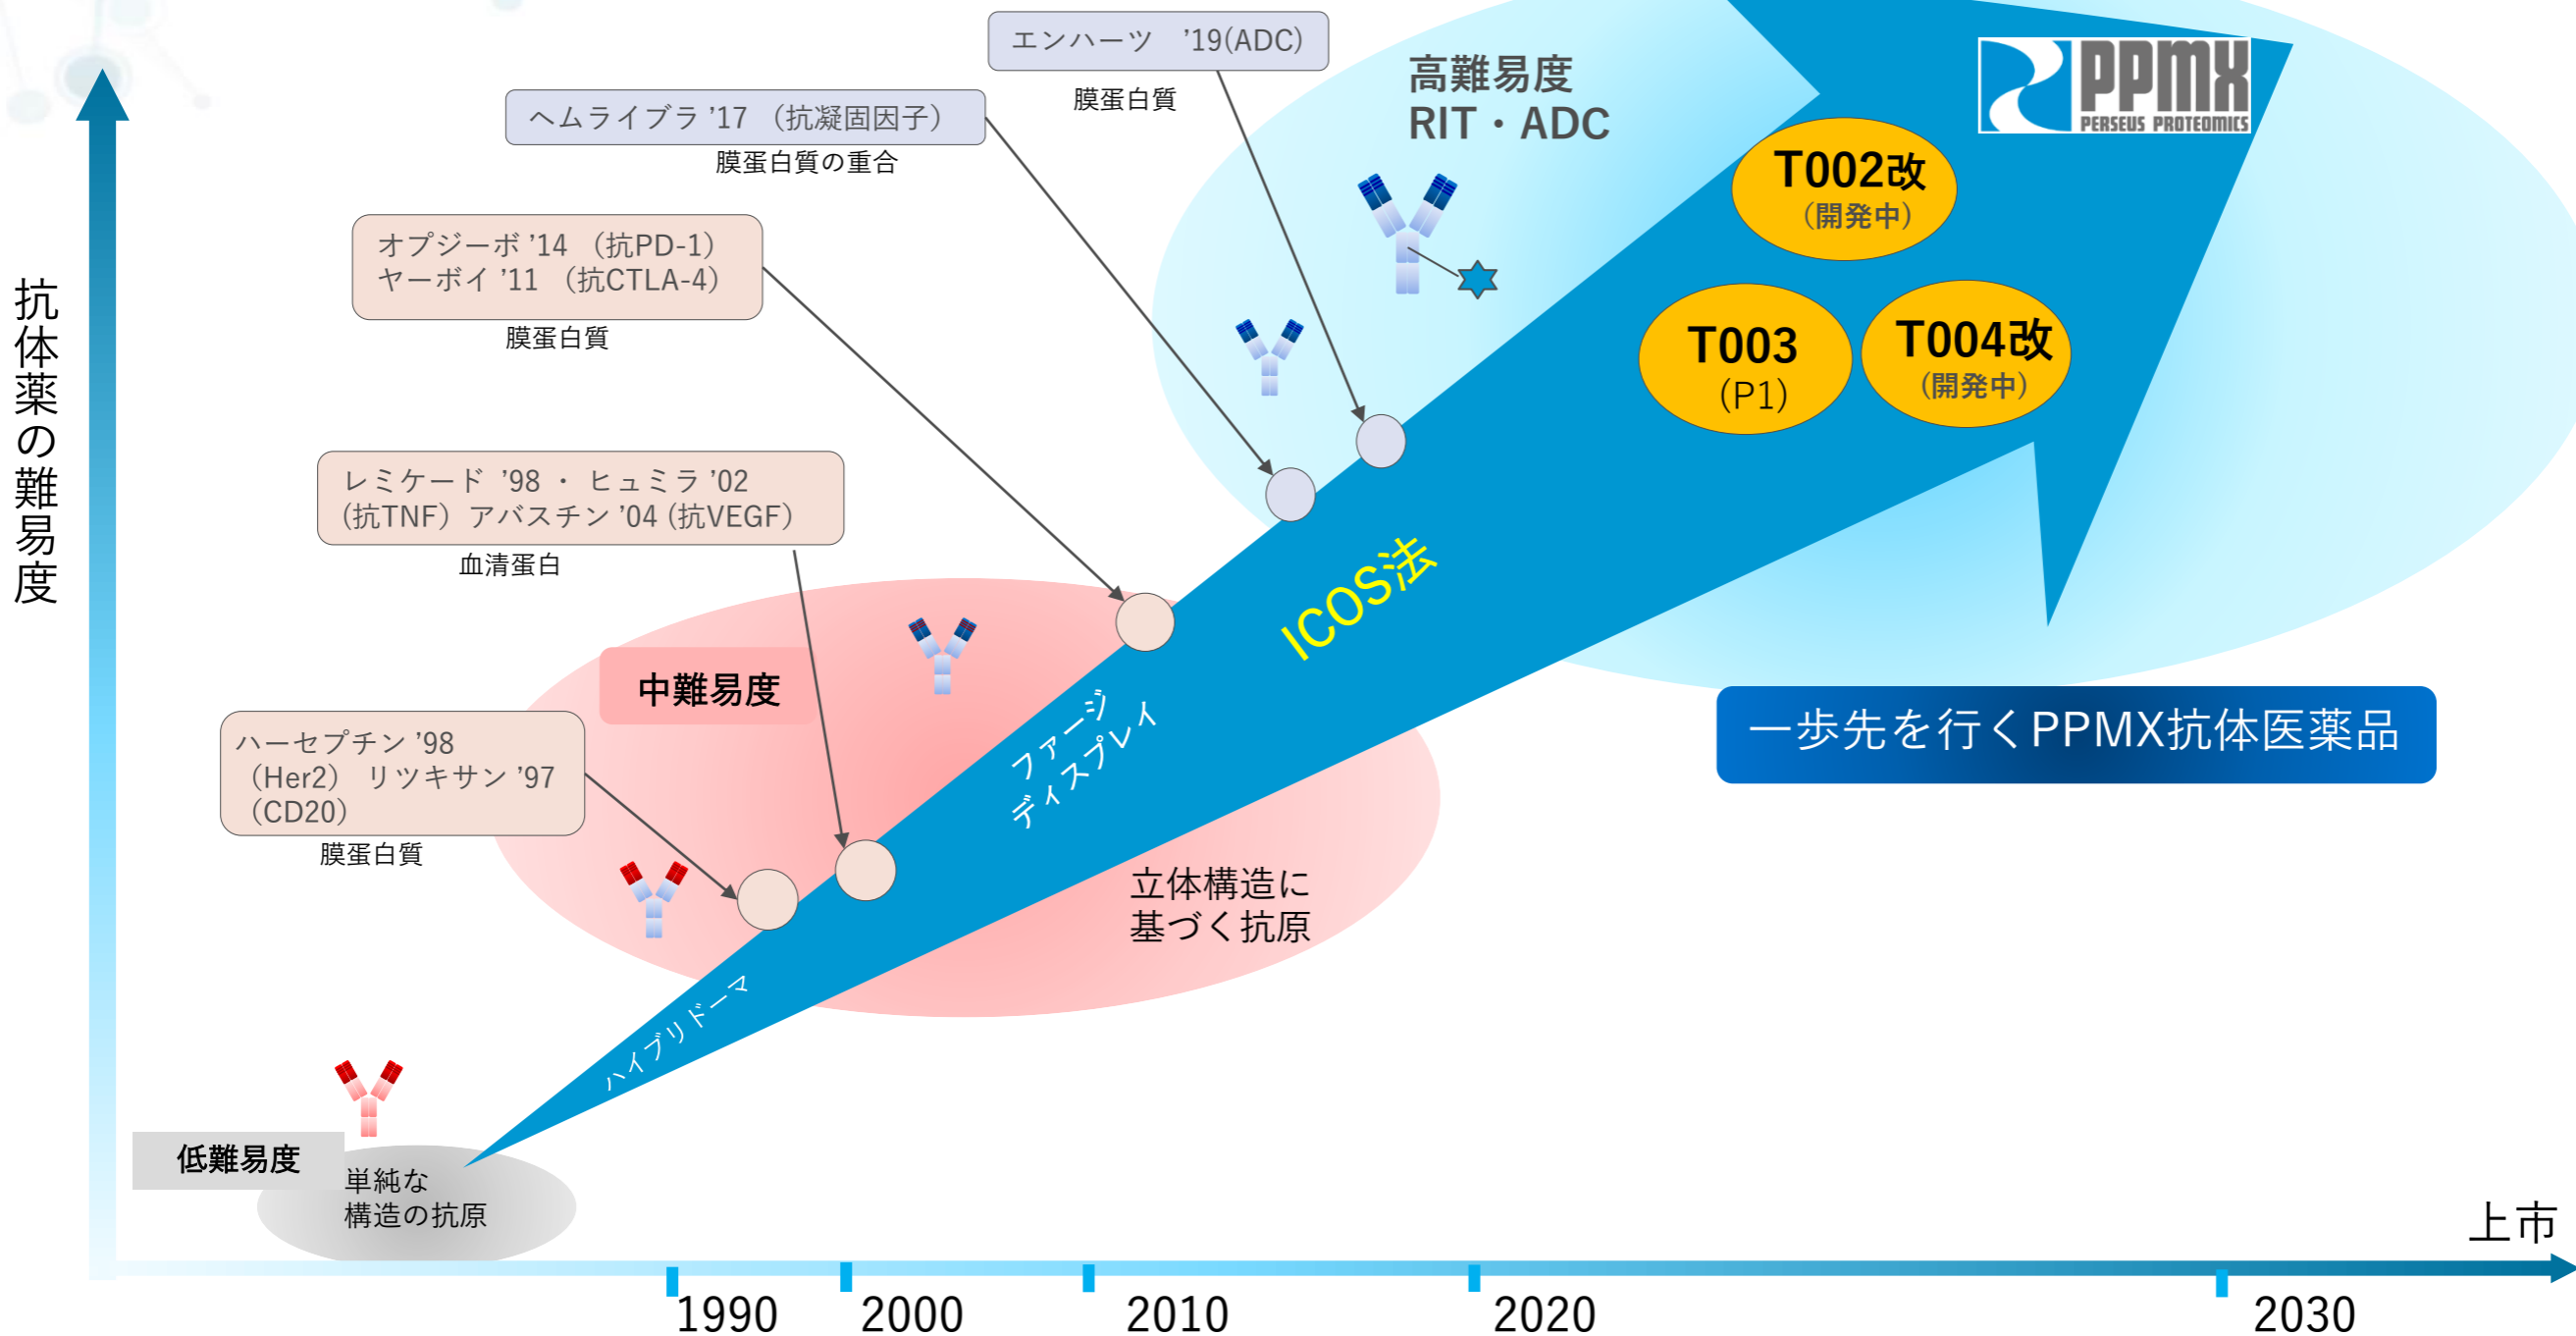 エンハーツ ’19(ADC)
膜蛋白質
ヘムライブラ ’17 （抗凝固因子）
膜蛋白質の重合
オプジーボ ’14 （抗PD-1）
ヤーボイ ’11 （抗CTLA-4）
膜蛋白質
レミケード ’98 ・ ヒュミラ ’02
(抗TNF）アバスチン ’04 (抗VEGF）
血清蛋白
ハーセプチン ’98
（Her2） リツキサン ’97
（CD20）
膜蛋白質
抗体薬の難易度
高難易度
RIT・ADC
PPMX
PERSEUS PROTEOMICS
T002改
（開発中）
T003
（P1）
T004改
（開発中）
ICOS法
ファージ
ディスプレイ
ハイブリドーマ
中難易度
立体構造に
基づく抗原
一歩先を行くPPMX抗体医薬品
低難易度
単純な
構造の抗原
上市
1990
2000
2010
2020
2030